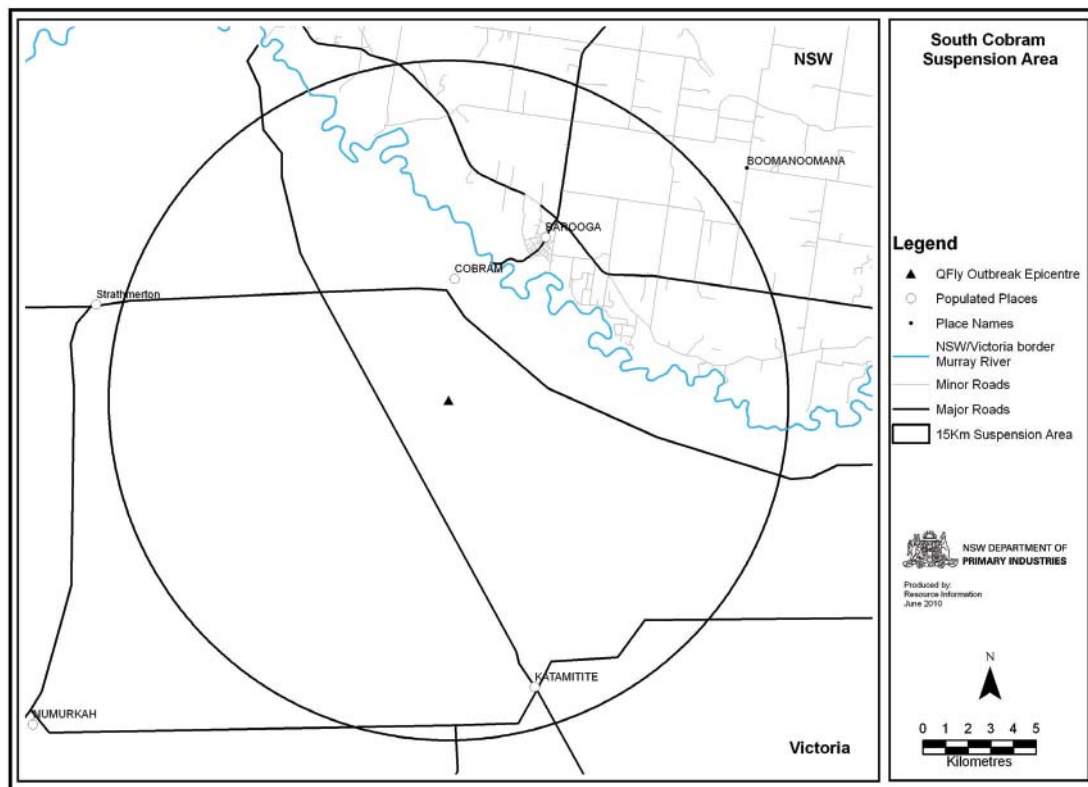 South Cobram
Suspension Area
NSW
BOOMANOOMANA
BAROOGA
COBRAM
Strathmerton
KATAMITITE
NUMURKAH
Victoria
Legend
QFly Outbreak Epicentre
Populated Places
Place Names
NSW/Victoria border
Murray River
Minor Roads
Major Roads
15Km Suspension Area
NSW DEPARTMENT OF
PRIMARY INDUSTRIES
Produced by:
Resource Information
June 2010
N
0 1 2 3 4 5
Kilometres